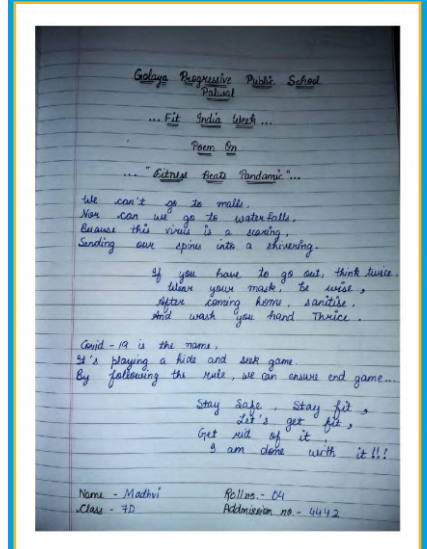 Golaya Progressive Public School
Palwal
... Fit India Week ...
Poem On
... "Fitness Beats Pandamic"...
We can't go to malls,
Nor can we go to waterfalls,
Because this virus is a scaring,
Sending our spines into a shivering.
If you have to go out, think twice.
Wear your mask, be wise,
After coming home, sanitise,
And wash you hand Thrice.
Covid-19 is the name,
It's playing a hide and seek game.
By following the rule, we can ensure end game...
Stay Safe, Stay fit,
Let's get fit,
Get rid of it,
I am done with it!!!
Name - Madhvi
Roll no. - 04
Class - 7D
Addmission no. - 4442